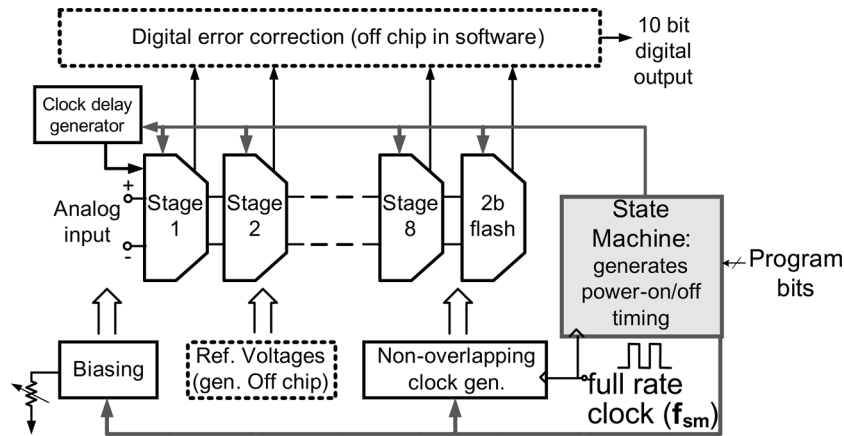 Digital error correction (off chip in software)
10 bit
digital
output
Clock delay
generator
Analog
input
+
-
Stage
1
Stage
2
Stage
8
2b
flash
State
Machine:
generates
power-on/off
timing
Program
bits
Biasing
Ref. Voltages
(gen. Off chip)
Non-overlapping
clock gen.
full rate
clock (fsm)